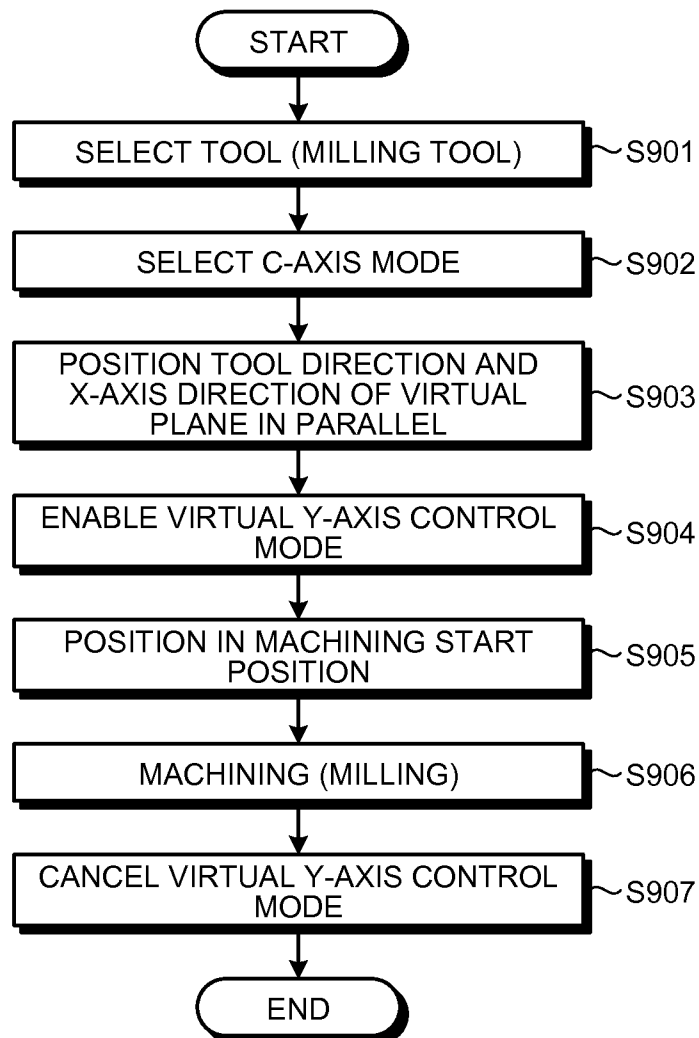 START
SELECT TOOL (MILLING TOOL)
S901
SELECT C-AXIS MODE
S902
POSITION TOOL DIRECTION AND
X-AXIS DIRECTION OF VIRTUAL
PLANE IN PARALLEL
S903
ENABLE VIRTUAL Y-AXIS CONTROL
MODE
S904
POSITION IN MACHINING START
POSITION
S905
MACHINING (MILLING)
S906
CANCEL VIRTUAL Y-AXIS CONTROL
MODE
S907
END